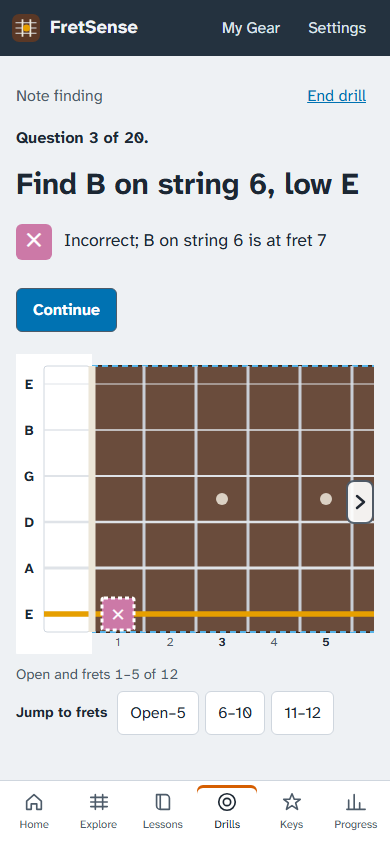 FretSense
My Gear
Settings
Note finding
End drill
Question 3 of 20.
Find B on string 6, low E
Incorrect; B on string 6 is at fret 7
Continue
E
B
G
D
A
E
1 2 3 4 5
Open and frets 1–5 of 12
Jump to frets
Open–5
6–10
11–12
Home
Explore
Lessons
Drills
Keys
Progress